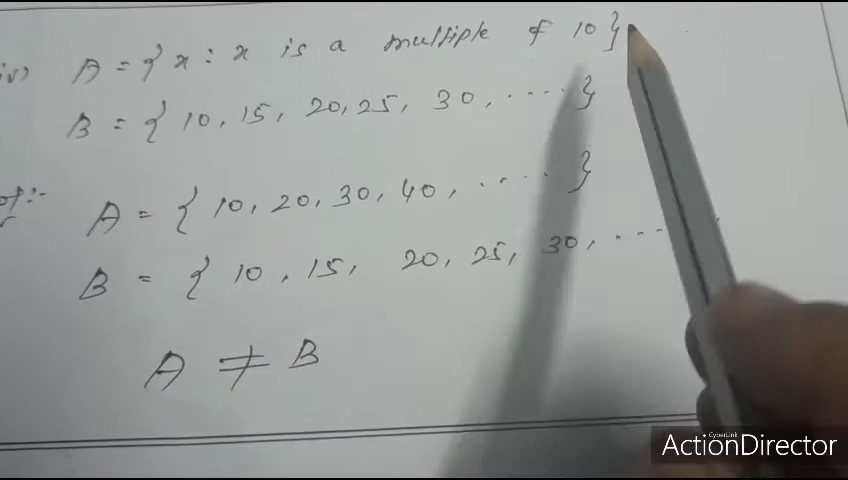 iv) A = { x : x is a multiple of 10 }
B = { 10, 15, 20, 25, 30, ..... }
A = { 10, 20, 30, 40, ..... }
B = { 10, 15, 20, 25, 30, ....
A ≠ B
CyberLink
ActionDirector